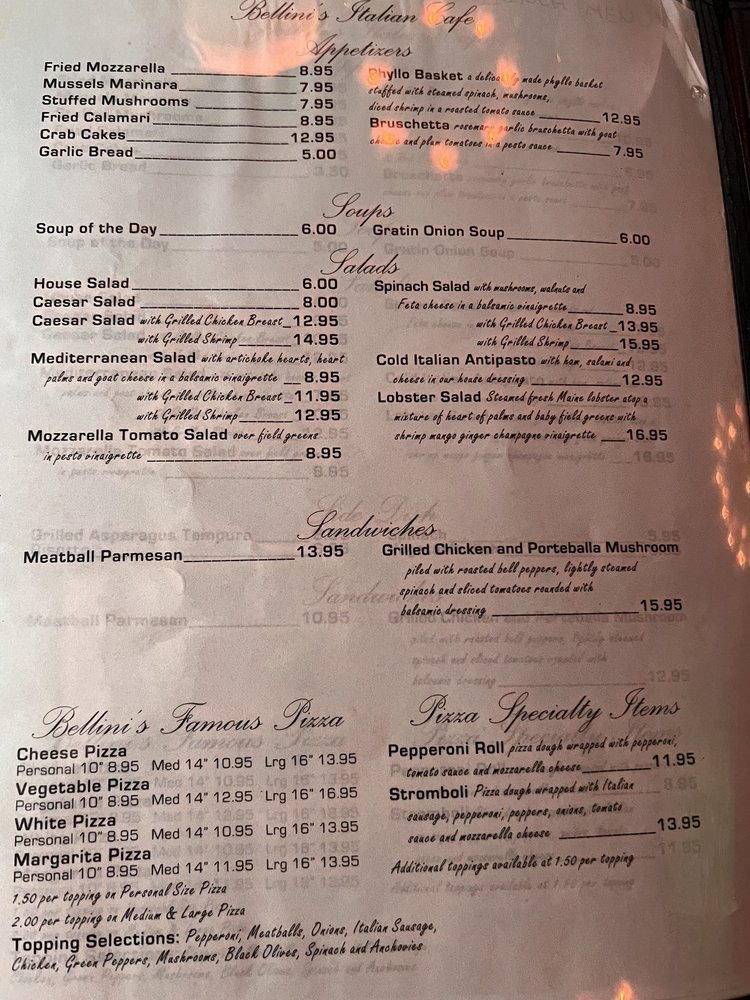 Bellini's Italian Cafe
Appetizers
Fried Mozzarella 8.95
Mussels Marinara 7.95
Stuffed Mushrooms 7.95
Fried Calamari 8.95
Crab Cakes 12.95
Garlic Bread 5.00
Phyllo Basket a delicately made phyllo basket
stuffed with steamed spinach, mushrooms,
diced shrimp in a roasted tomato sauce 12.95
Bruschetta rosemary garlic bruschetta with goat
cheese and plum tomatoes in a pesto sauce 7.95
Soups
Soup of the Day 6.00
Gratin Onion Soup 6.00
Salads
House Salad 6.00
Caesar Salad 8.00
Caesar Salad with Grilled Chicken Breast 12.95
with Grilled Shrimp 14.95
Mediterranean Salad with artichoke hearts, heart
palms and goat cheese in a balsamic vinaigrette 8.95
with Grilled Chicken Breast 11.95
with Grilled Shrimp 12.95
Mozzarella Tomato Salad over field greens
in pesto vinaigrette 8.95
Spinach Salad with mushrooms, walnuts and
Feta cheese in a balsamic vinaigrette 8.95
with Grilled Chicken Breast 13.95
with Grilled Shrimp 15.95
Cold Italian Antipasto with ham, salami and
cheese in our house dressing 12.95
Lobster Salad Steamed fresh Maine lobster atop a
mixture of heart of palms and baby field greens with
shrimp mango ginger champagne vinaigrette 16.95
Sandwiches
Meatball Parmesan 13.95
Grilled Chicken and Porteballa Mushroom
piled with roasted bell peppers, lightly steamed
spinach and sliced tomatoes rounded with
balsamic dressing 15.95
Bellini's Famous Pizza
Cheese Pizza
Personal 10" 8.95 Med 14" 10.95 Lrg 16" 13.95
Vegetable Pizza
Personal 10" 8.95 Med 14" 12.95 Lrg 16" 16.95
White Pizza
Personal 10" 8.95 Med 14" 10.95 Lrg 16" 13.95
Margarita Pizza
Personal 10" 8.95 Med 14" 11.95 Lrg 16" 13.95
1.50 per topping on Personal Size Pizza
2.00 per topping on Medium & Large Pizza
Topping Selections: Pepperoni, Meatballs, Onions, Italian Sausage,
Chicken, Green Peppers, Mushrooms, Black Olives, Spinach and Anchovies
Pizza Specialty Items
Pepperoni Roll pizza dough wrapped with pepperoni,
tomato sauce and mozzarella cheese 11.95
Stromboli Pizza dough wrapped with Italian
sausage, pepperoni, peppers, onions, tomato
sauce and mozzarella cheese 13.95
Additional toppings available at 1.50 per topping